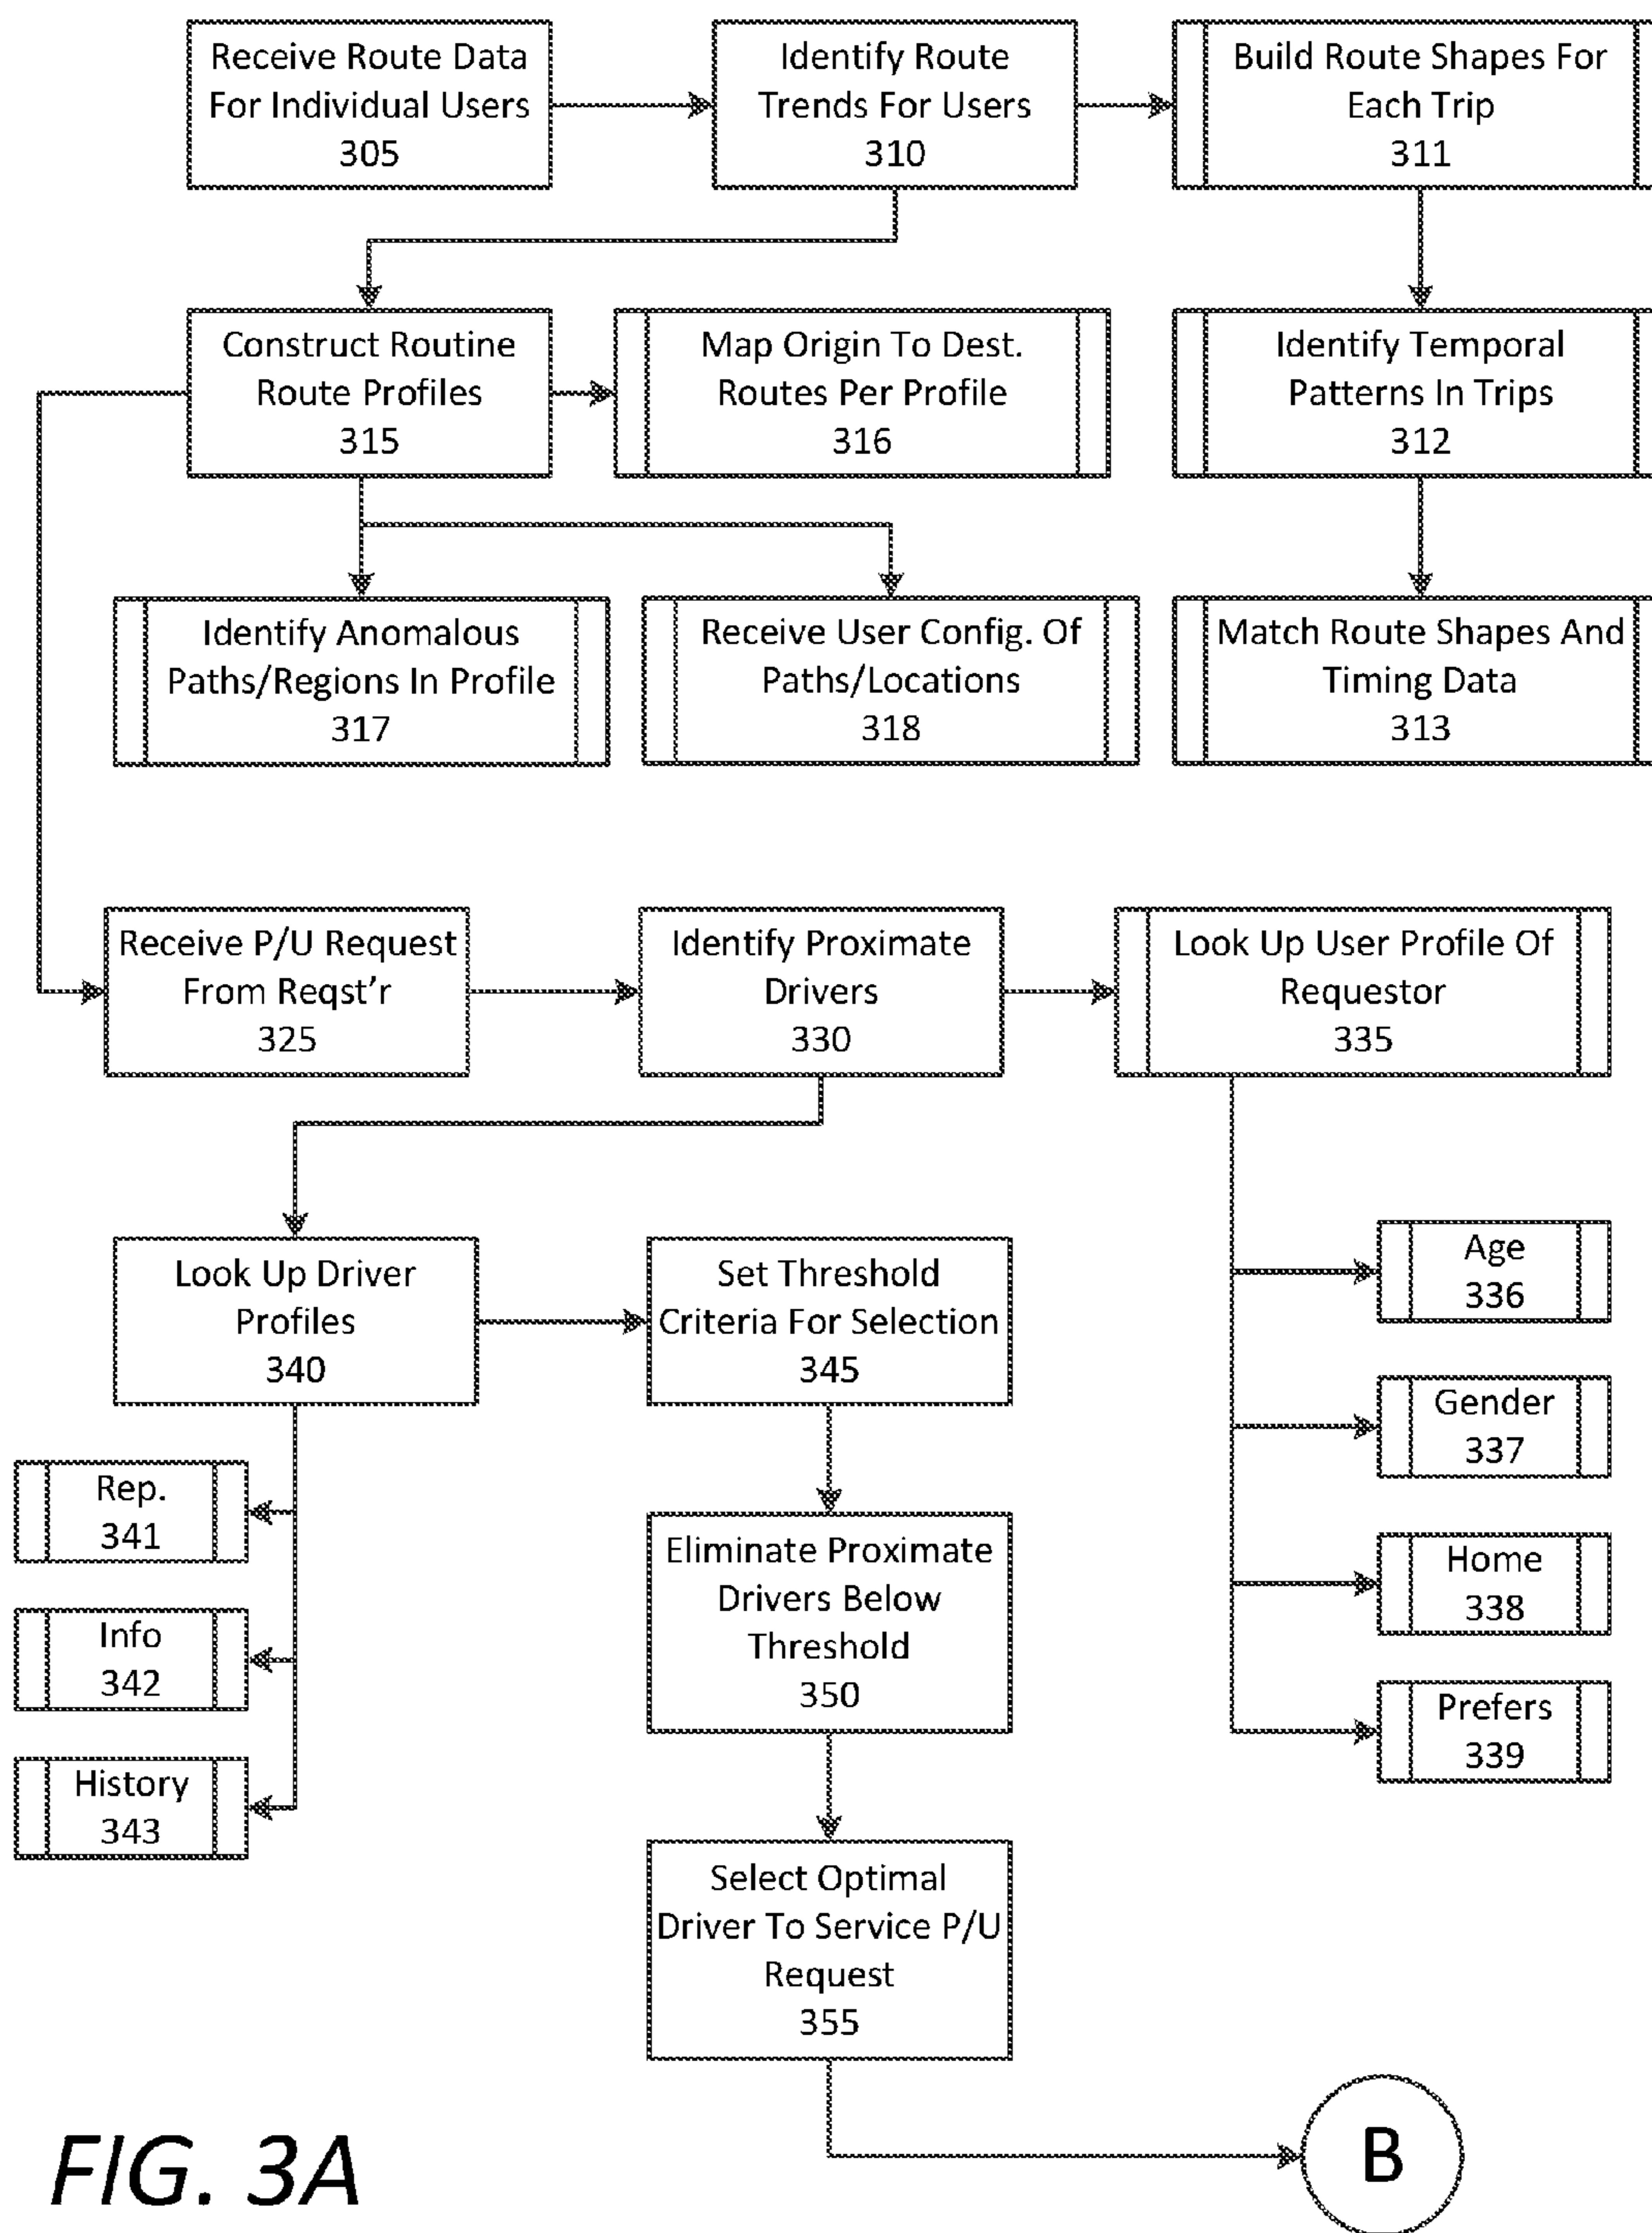 Receive Route Data
For Individual Users
305
Identify Route
Trends For Users
310
Build Route Shapes For
Each Trip
311
Construct Routine
Route Profiles
315
Map Origin To Dest.
Routes Per Profile
316
Identify Temporal
Patterns In Trips
312
Identify Anomalous
Paths/Regions In Profile
317
Receive User Config. Of
Paths/Locations
318
Match Route Shapes And
Timing Data
313
Receive P/U Request
From Reqst’r
325
Identify Proximate
Drivers
330
Look Up User Profile Of
Requestor
335
Look Up Driver
Profiles
340
Set Threshold
Criteria For Selection
345
Age
336
Gender
337
Home
338
Prefers
339
Rep.
341
Info
342
History
343
Eliminate Proximate
Drivers Below
Threshold
350
Select Optimal
Driver To Service P/U
Request
355
B
FIG. 3A